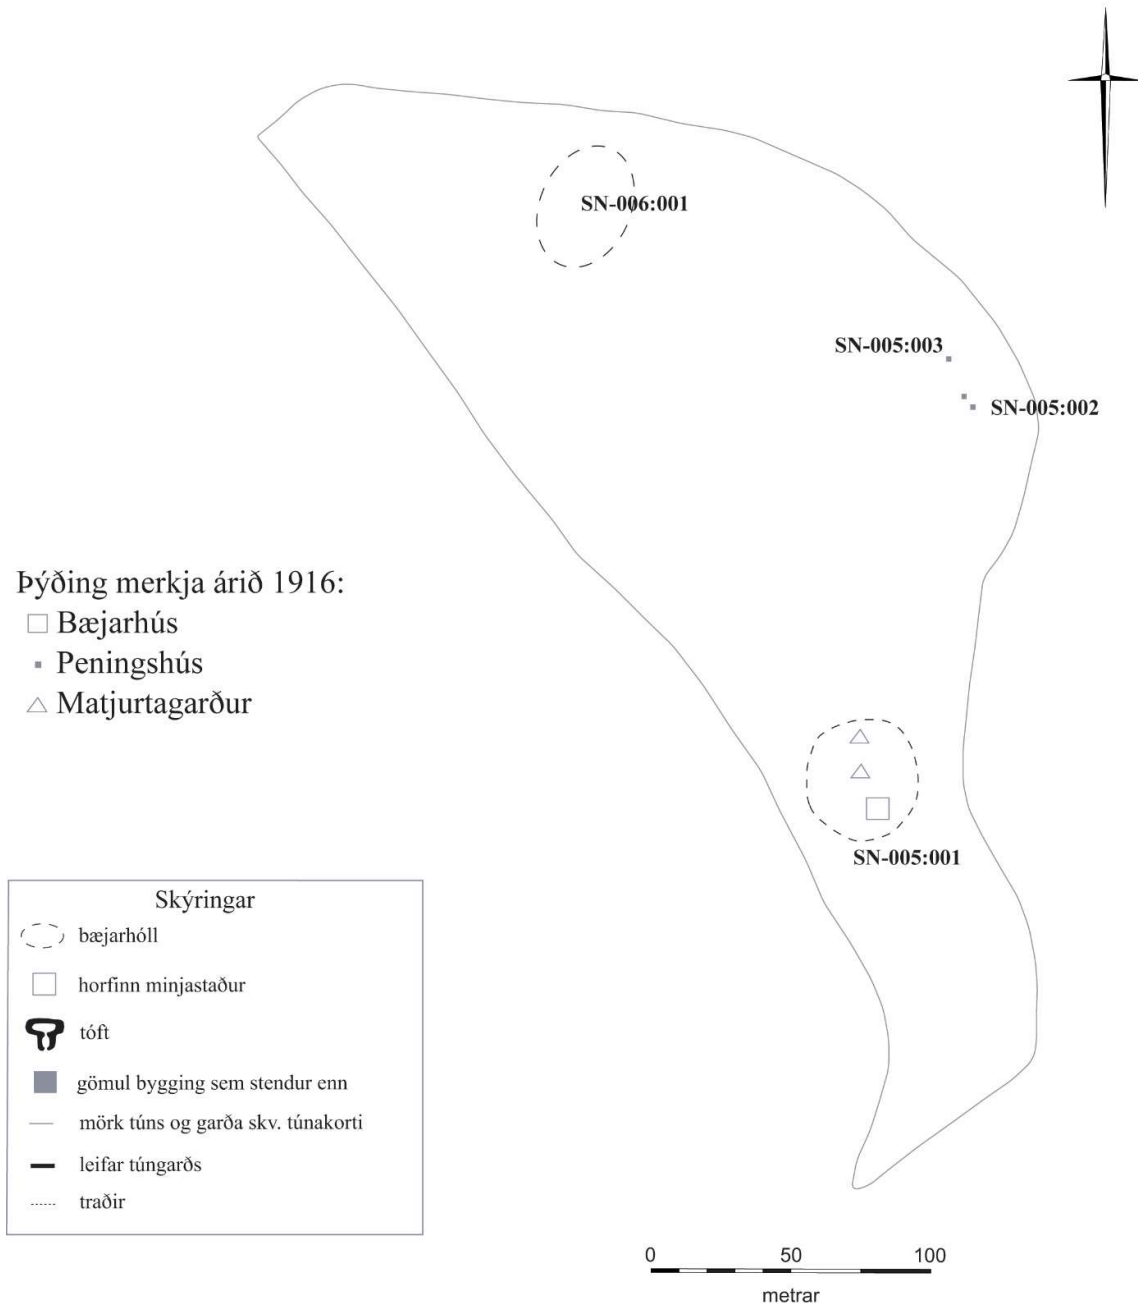 SN-006:001
SN-005:003
SN-005:002
Þýðing merkja árið 1916:
Bæjarhús
Peningshús
Matjurtagarður
SN-005:001
Skýringar
bæjarhóll
horfinn minjastaður
tóft
gömul bygging sem stendur enn
mörk túns og garða skv. túnakorti
leifar túngarðs
traðir
0 50 100
metrar